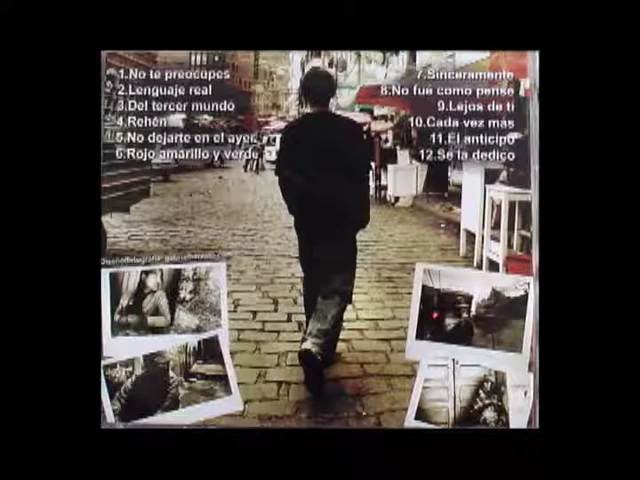 1.No te preocupes
2.Lenguaje real
3.Del tercer mundo
4.Rehén
5.No dejarte en el ayer
6.Rojo amarillo y verde
7.Sinceramente
8.No fué como pensé
9.Lejos de ti
10.Cada vez más
11.El anticipo
12.Se la dedico